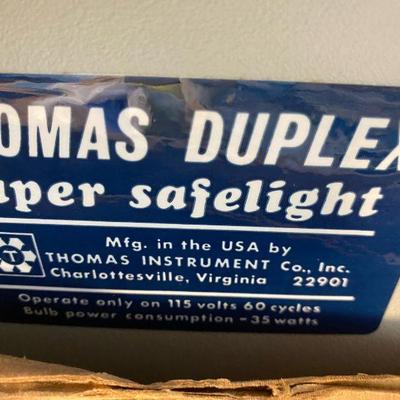 OMAS DUPLEX
uper safelight
T
Mfg. in the USA by
THOMAS INSTRUMENT Co., Inc.
Charlottesville, Virginia 22901
Operate only on 115 volts 60 cycles
Bulb power consumption - 35 watts